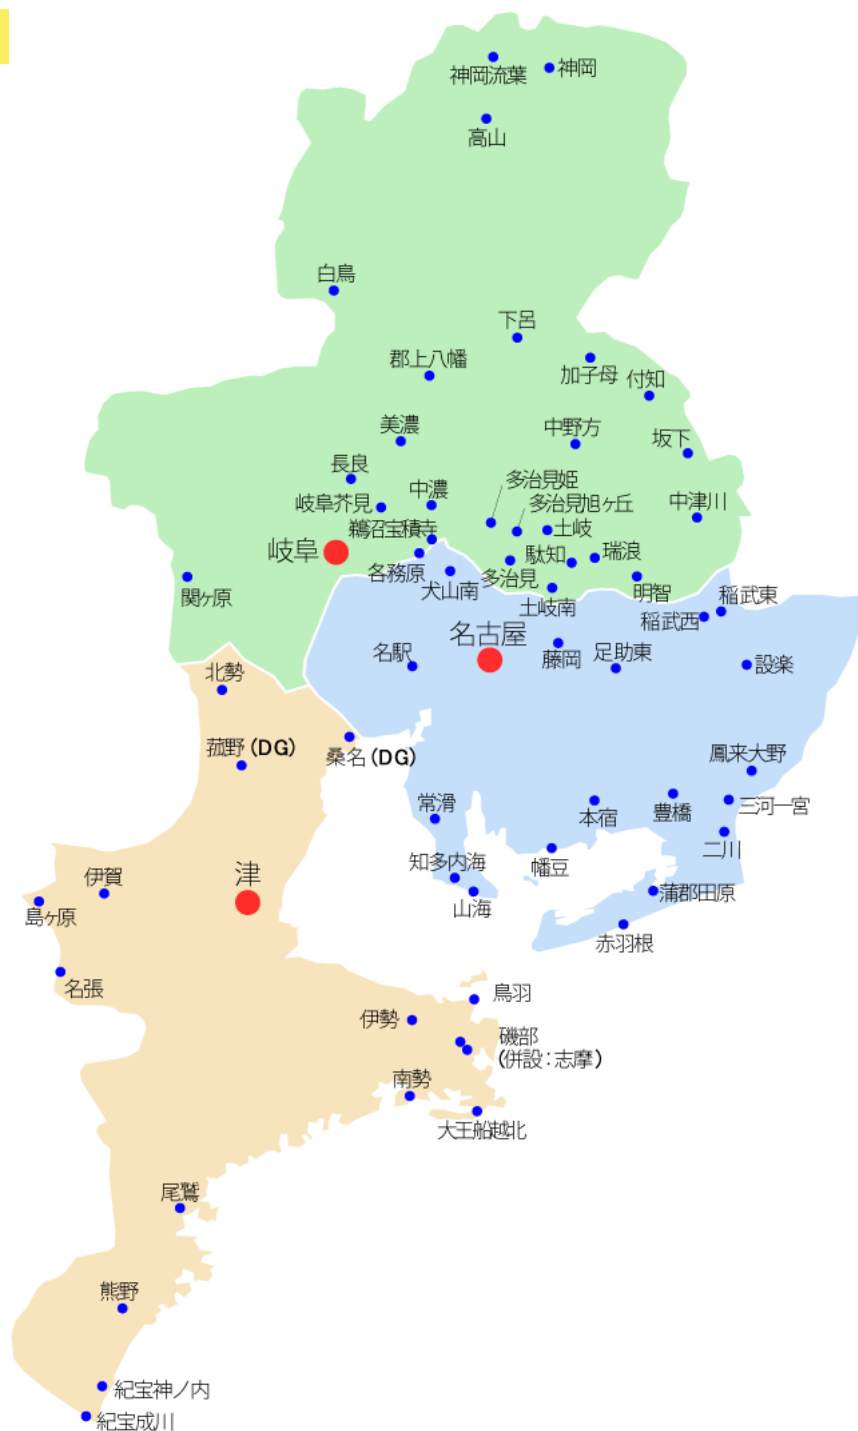 神岡流葉
神岡
高山
白鳥
下呂
郡上八幡
加子母
付知
美濃
中野方
坂下
長良
多治見姫
岐阜芥見
中濃
多治見旭ヶ丘
中津川
鵜沼宝積寺
土岐
岐阜
各務原
多治見
駄知
瑞浪
関ヶ原
犬山南
土岐南
明智
稲武東
稲武西
名古屋
名駅
藤岡
足助東
設楽
北勢
菰野(DG)
桑名(DG)
鳳来大野
常滑
本宿
豊橋
三河一宮
二川
知多内海
幡豆
伊賀
津
山海
蒲郡田原
島ヶ原
赤羽根
名張
鳥羽
伊勢
磯部
(併設:志摩)
南勢
大王船越北
尾鷲
熊野
紀宝神ノ内
紀宝成川